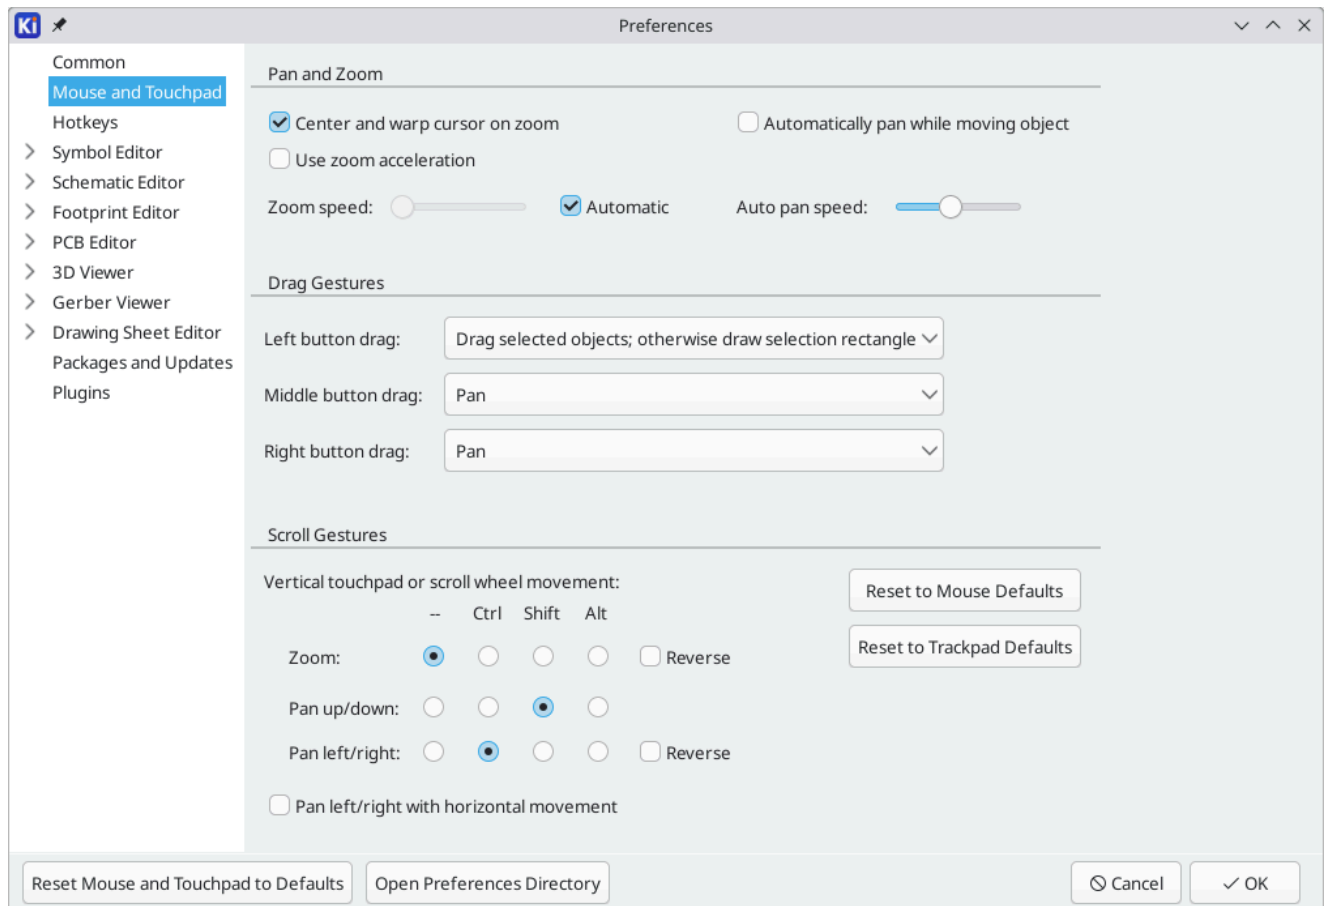 Ki
Preferences
Common
Mouse and Touchpad
Hotkeys
Symbol Editor
Schematic Editor
Footprint Editor
PCB Editor
3D Viewer
Gerber Viewer
Drawing Sheet Editor
Packages and Updates
Plugins
Pan and Zoom
Center and warp cursor on zoom
Automatically pan while moving object
Use zoom acceleration
Zoom speed:
Automatic
Auto pan speed:
Drag Gestures
Left button drag: Drag selected objects; otherwise draw selection rectangle
Middle button drag: Pan
Right button drag: Pan
Scroll Gestures
Vertical touchpad or scroll wheel movement:
-- Ctrl Shift Alt
Zoom: Reverse
Pan up/down:
Pan left/right: Reverse
Pan left/right with horizontal movement
Reset to Mouse Defaults
Reset to Trackpad Defaults
Reset Mouse and Touchpad to Defaults
Open Preferences Directory
Cancel
OK